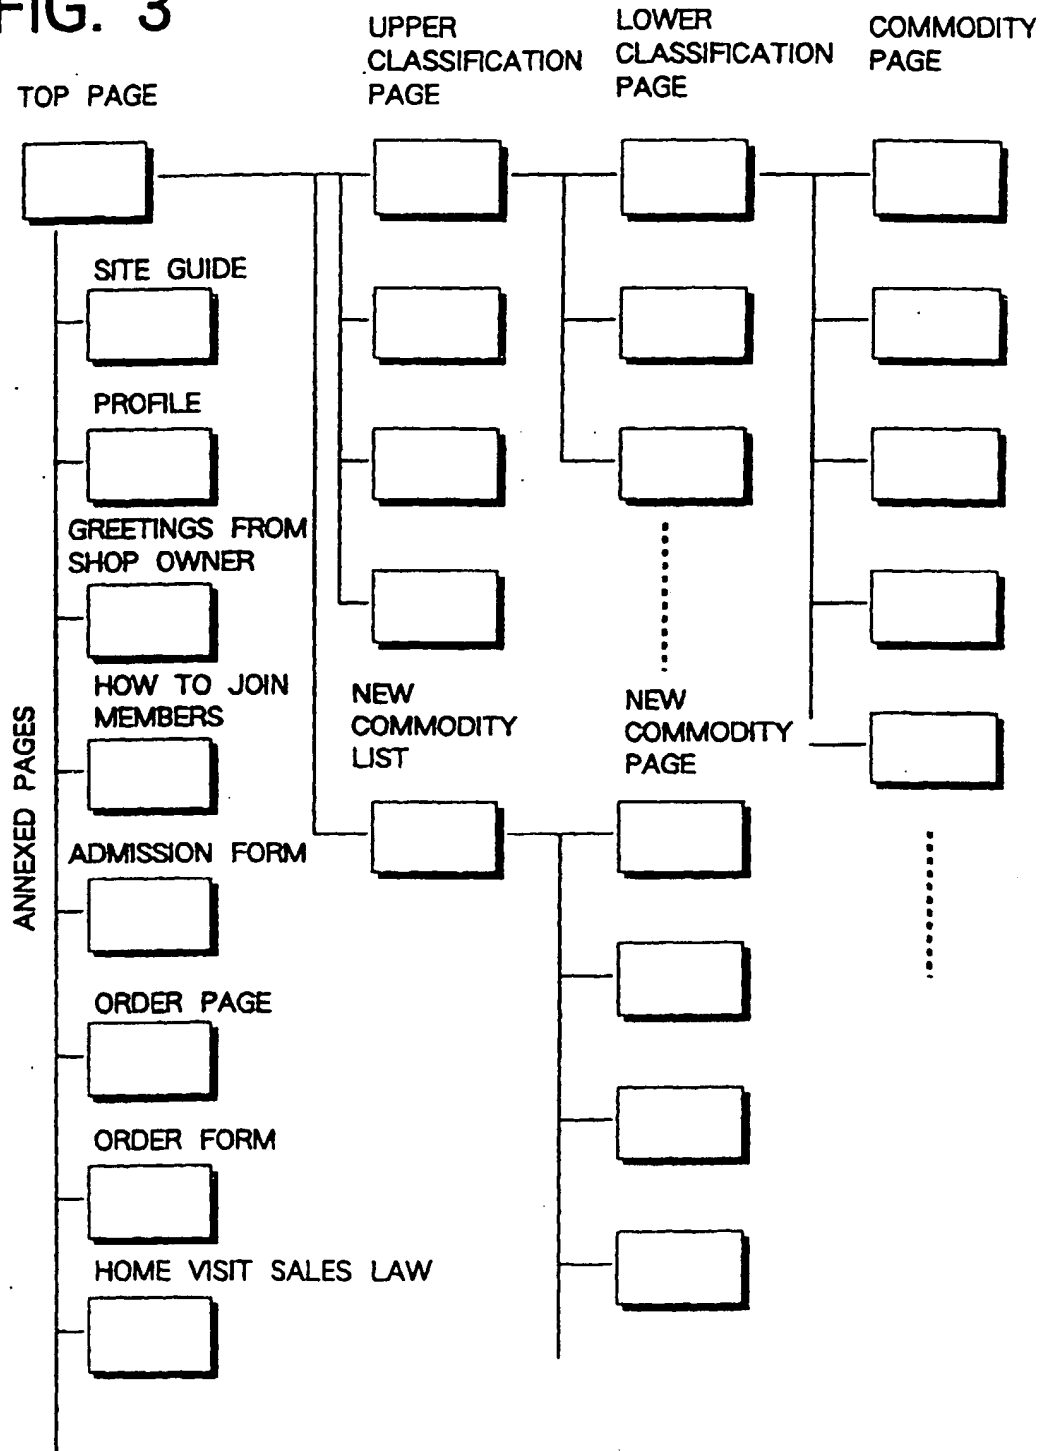 FIG. 3
TOP PAGE
UPPER
CLASSIFICATION
PAGE
LOWER
CLASSIFICATION
PAGE
COMMODITY
PAGE
SITE GUIDE
PROFILE
GREETINGS FROM
SHOP OWNER
HOW TO JOIN
MEMBERS
ADMISSION FORM
ORDER PAGE
ORDER FORM
HOME VISIT SALES LAW
ANNEXED PAGES
NEW
COMMODITY
LIST
NEW
COMMODITY
PAGE